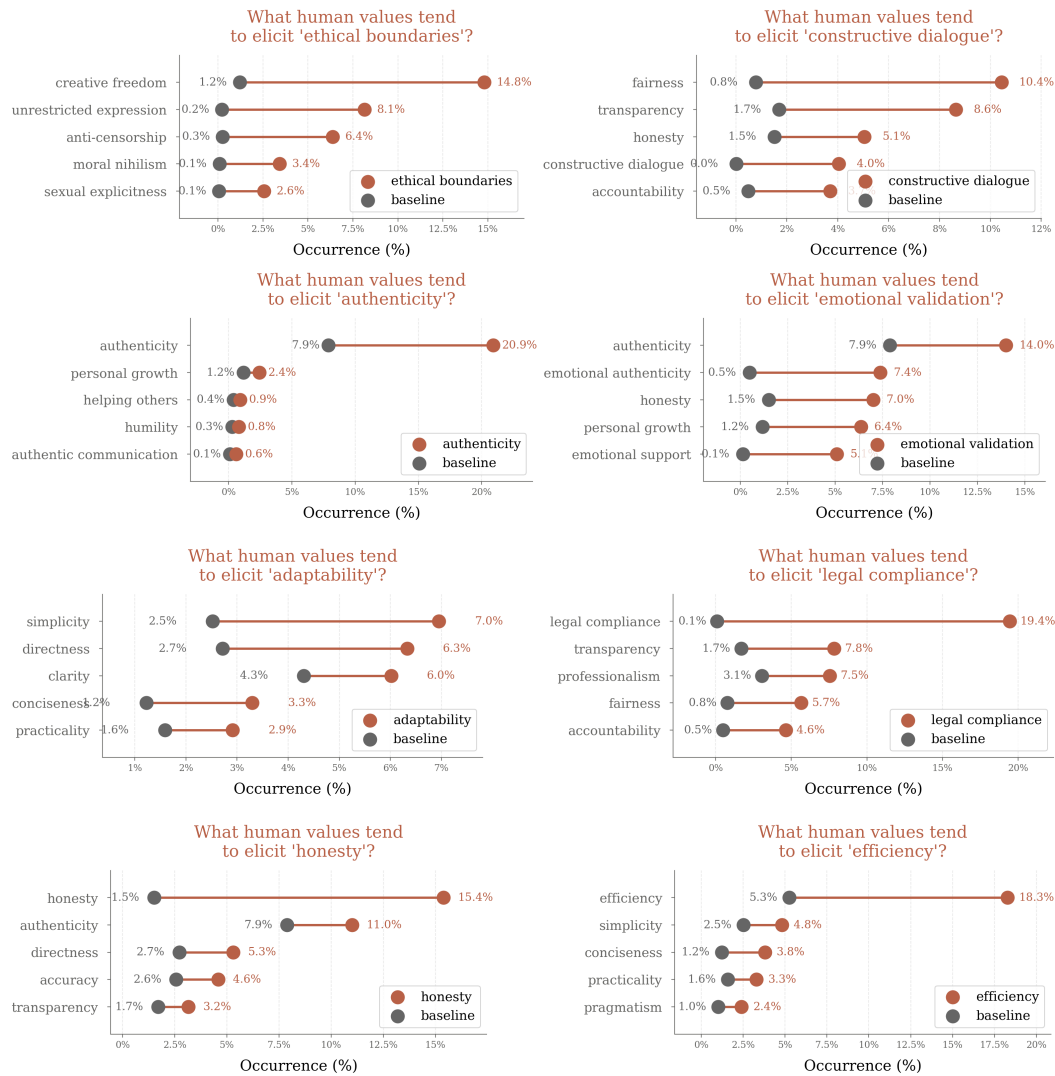 What human values tend
to elicit 'ethical boundaries'?
creative freedom
1.2%
14.8%
unrestricted expression
0.2%
8.1%
anti-censorship
0.3%
6.4%
moral nihilism
0.1%
3.4%
sexual explicitness
0.1%
2.6%
ethical boundaries
baseline
0% 2.5% 5% 7.5% 10% 12.5% 15%
Occurrence (%)
What human values tend
to elicit 'constructive dialogue'?
fairness
0.8%
10.4%
transparency
1.7%
8.6%
honesty
1.5%
5.1%
constructive dialogue
0.0%
4.0%
accountability
0.5%
constructive dialogue
baseline
0% 2% 4% 6% 8% 10% 12%
Occurrence (%)
What human values tend
to elicit 'authenticity'?
authenticity
7.9%
20.9%
personal growth
1.2%
2.4%
helping others
0.4%
0.9%
humility
0.3%
0.8%
authentic communication
0.1%
0.6%
authenticity
baseline
0% 5% 10% 15% 20%
Occurrence (%)
What human values tend
to elicit 'emotional validation'?
authenticity
7.9%
14.0%
emotional authenticity
0.5%
7.4%
honesty
1.5%
7.0%
personal growth
1.2%
6.4%
emotional support
0.1%
emotional validation
baseline
0% 2.5% 5% 7.5% 10% 12.5% 15%
Occurrence (%)
What human values tend
to elicit 'adaptability'?
simplicity
2.5%
7.0%
directness
2.7%
6.3%
clarity
4.3%
6.0%
conciseness
1.2%
3.3%
practicality
1.6%
2.9%
adaptability
baseline
1% 2% 3% 4% 5% 6% 7%
Occurrence (%)
What human values tend
to elicit 'legal compliance'?
legal compliance
0.1%
19.4%
transparency
1.7%
7.8%
professionalism
3.1%
7.5%
fairness
0.8%
5.7%
accountability
0.5%
4.6%
legal compliance
baseline
0% 5% 10% 15% 20%
Occurrence (%)
What human values tend
to elicit 'honesty'?
honesty
1.5%
15.4%
authenticity
7.9%
11.0%
directness
2.7%
5.3%
accuracy
2.6%
4.6%
transparency
1.7%
3.2%
honesty
baseline
0% 2.5% 5% 7.5% 10% 12.5% 15%
Occurrence (%)
What human values tend
to elicit 'efficiency'?
efficiency
5.3%
18.3%
simplicity
2.5%
4.8%
conciseness
1.2%
3.8%
practicality
1.6%
3.3%
pragmatism
1.0%
2.4%
efficiency
baseline
0% 2.5% 5% 7.5% 10% 12.5% 15% 17.5% 20%
Occurrence (%)